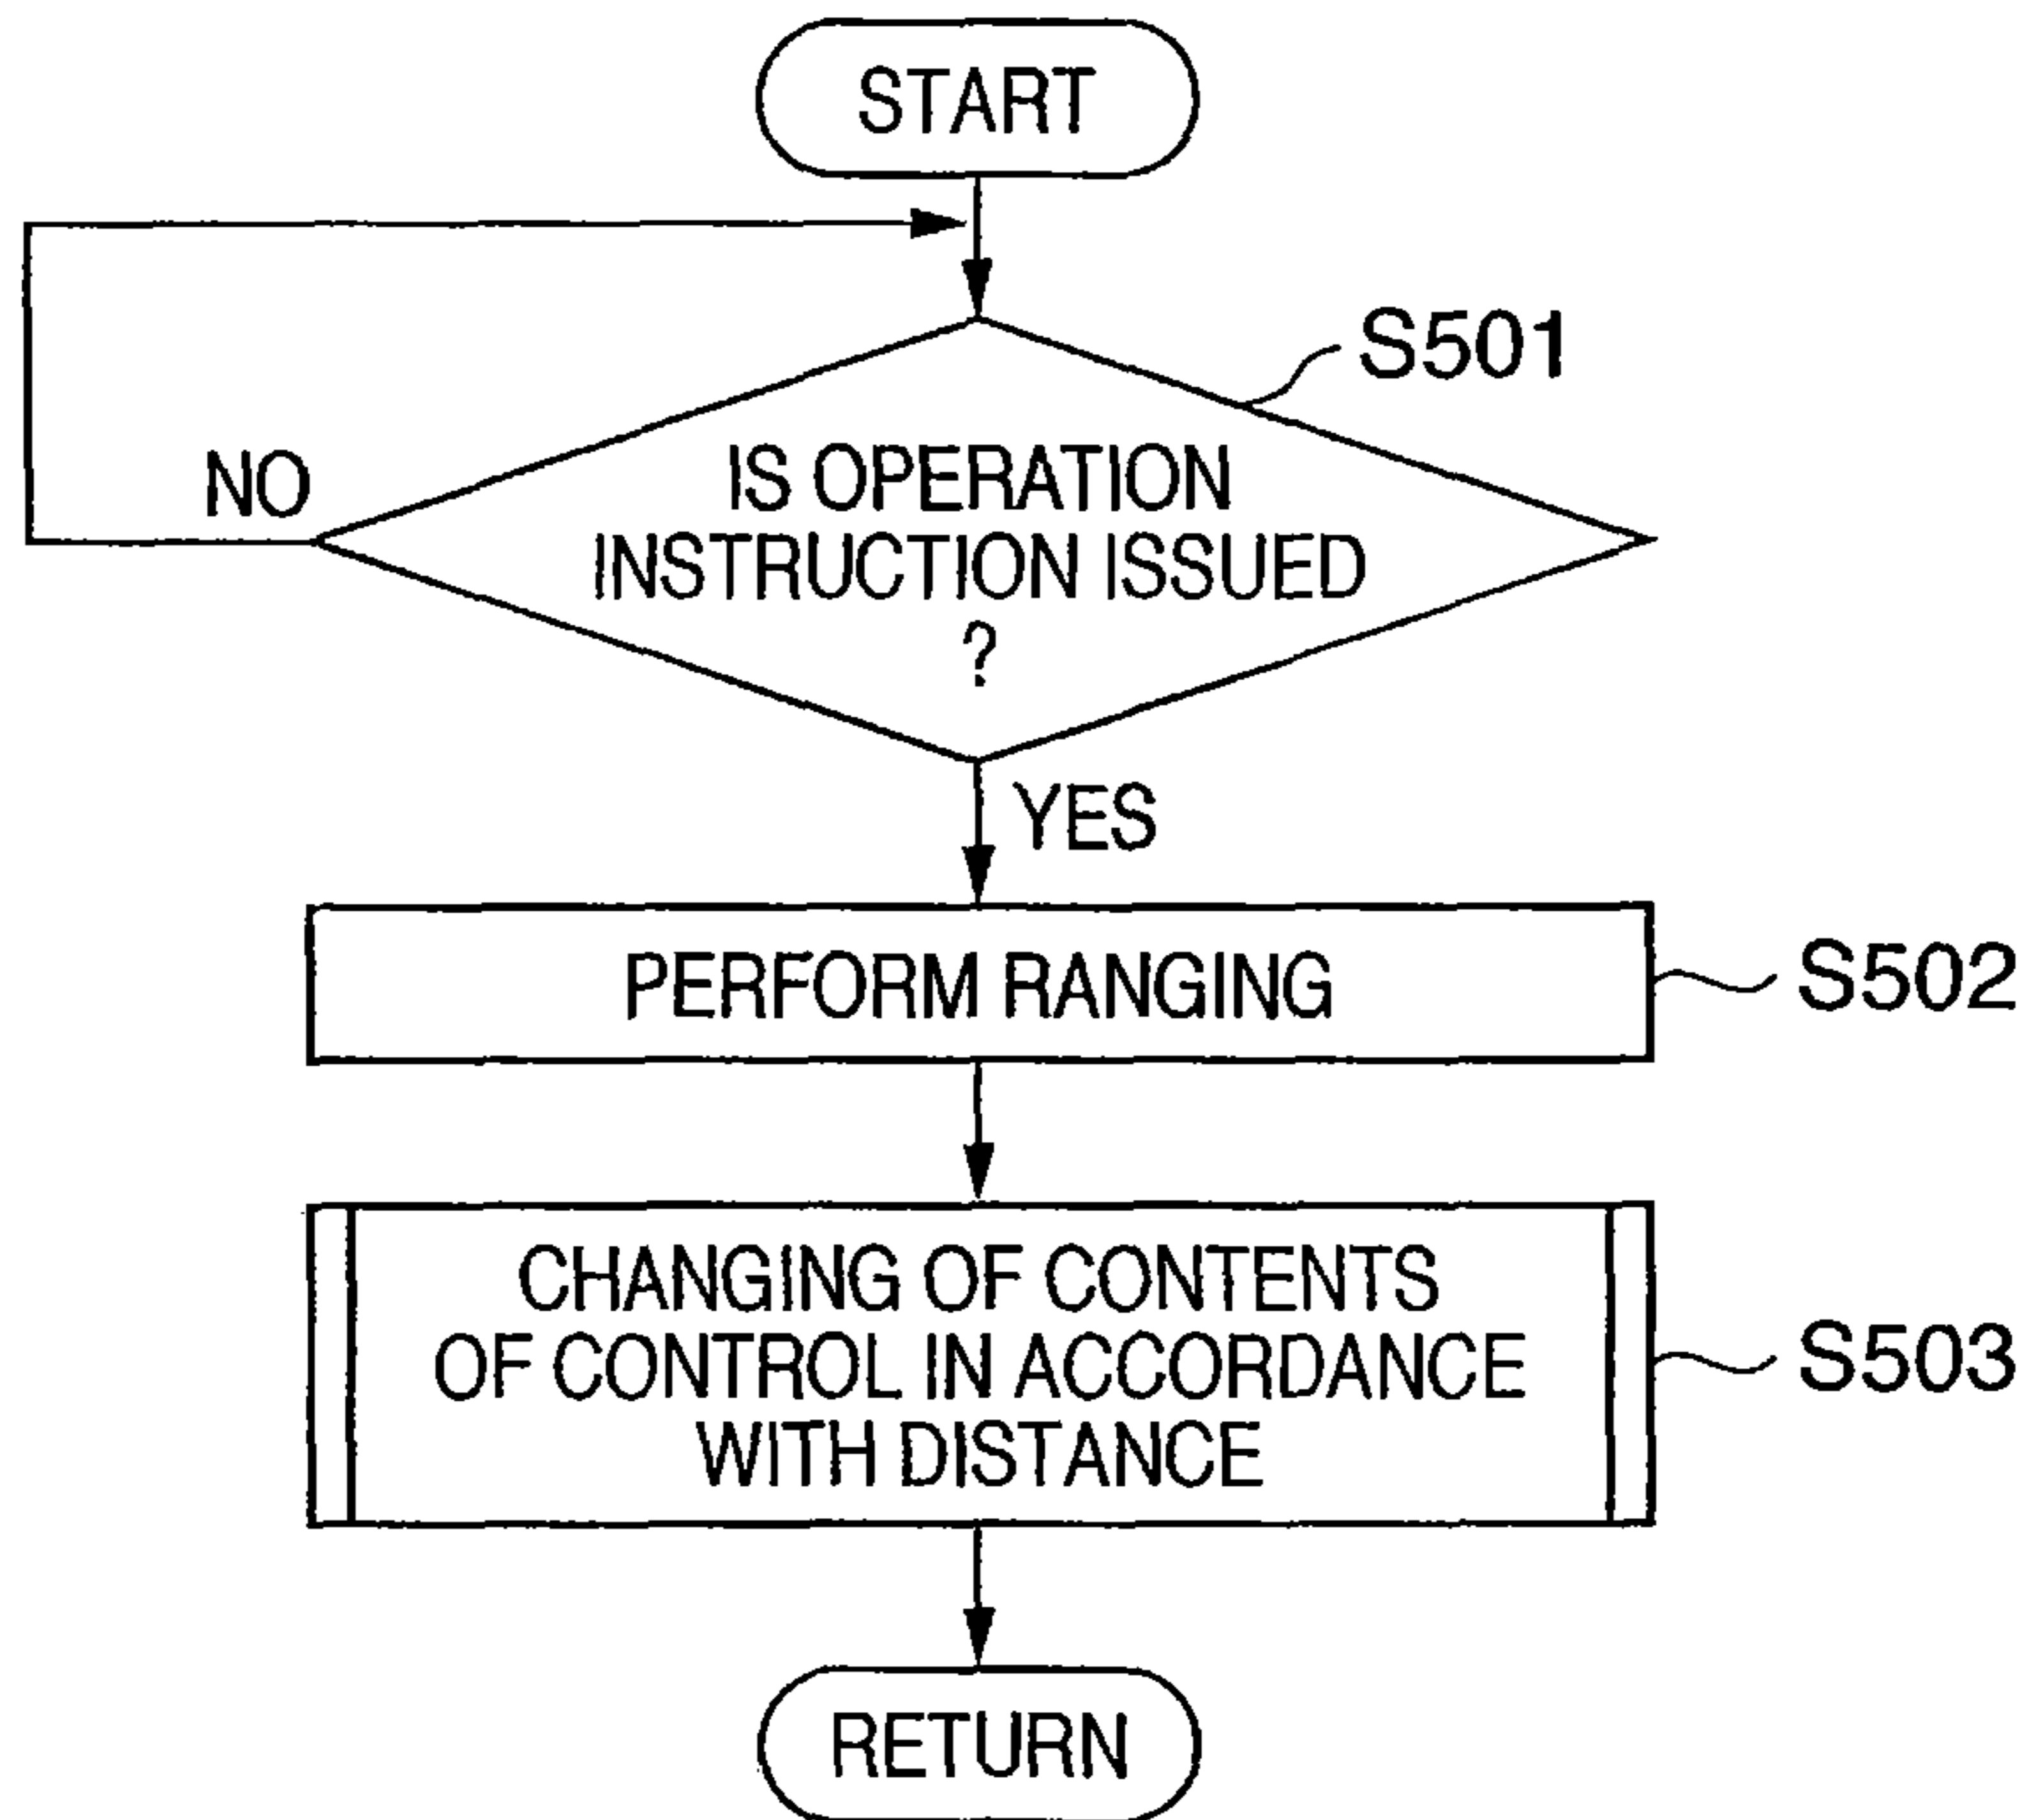 START
S501
NO
IS OPERATION
INSTRUCTION ISSUED
?
YES
PERFORM RANGING
S502
CHANGING OF CONTENTS
OF CONTROL IN ACCORDANCE
WITH DISTANCE
S503
RETURN